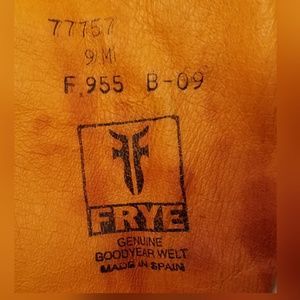 77757
9 M
F.955 B-09
FRYE
GENUINE
GOODYEAR WELT
MADE IN SPAIN